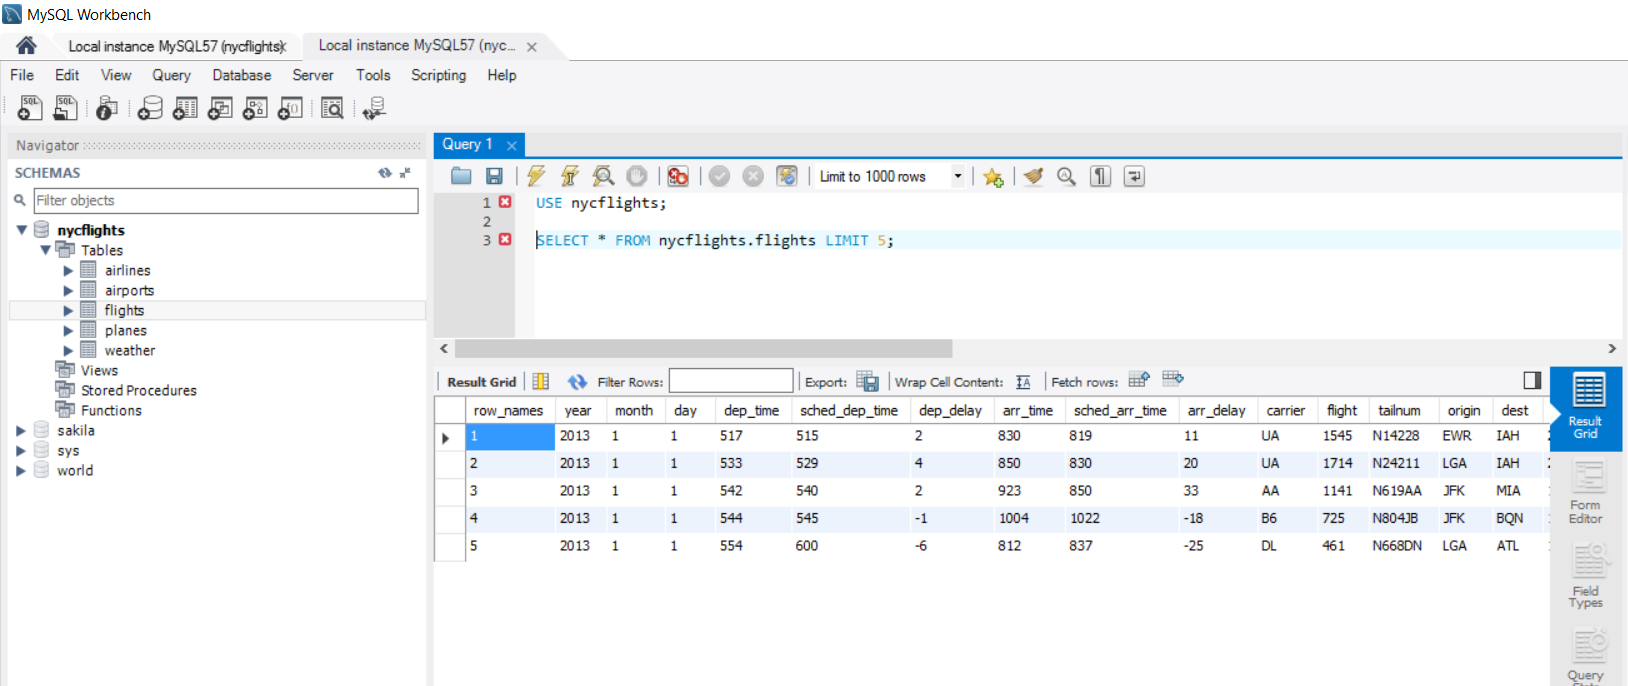 MySQL Workbench
Local instance MySQL57 (nycflights) Local instance MySQL57 (nyc...
File Edit View Query Database Server Tools Scripting Help
Navigator
SCHEMAS
Filter objects
nycflights
Tables
airlines
airports
flights
planes
weather
Views
Stored Procedures
Functions
sakila
sys
world
Query 1
Limit to 1000 rows
1 USE nycflights;
2
3 SELECT * FROM nycflights.flights LIMIT 5;
Result Grid Filter Rows: Export: Wrap Cell Content: Fetch rows:
row_names year month day dep_time sched_dep_time dep_delay arr_time sched_arr_time arr_delay carrier flight tailnum origin dest
1 2013 1 1 517 515 2 830 819 11 UA 1545 N14228 EWR IAH
2 2013 1 1 533 529 4 850 830 20 UA 1714 N24211 LGA IAH
3 2013 1 1 542 540 2 923 850 33 AA 1141 N619AA JFK MIA
4 2013 1 1 544 545 -1 1004 1022 -18 B6 725 N804JB JFK BQN
5 2013 1 1 554 600 -6 812 837 -25 DL 461 N668DN LGA ATL
Result
Grid
Form
Editor
Field
Types
Query